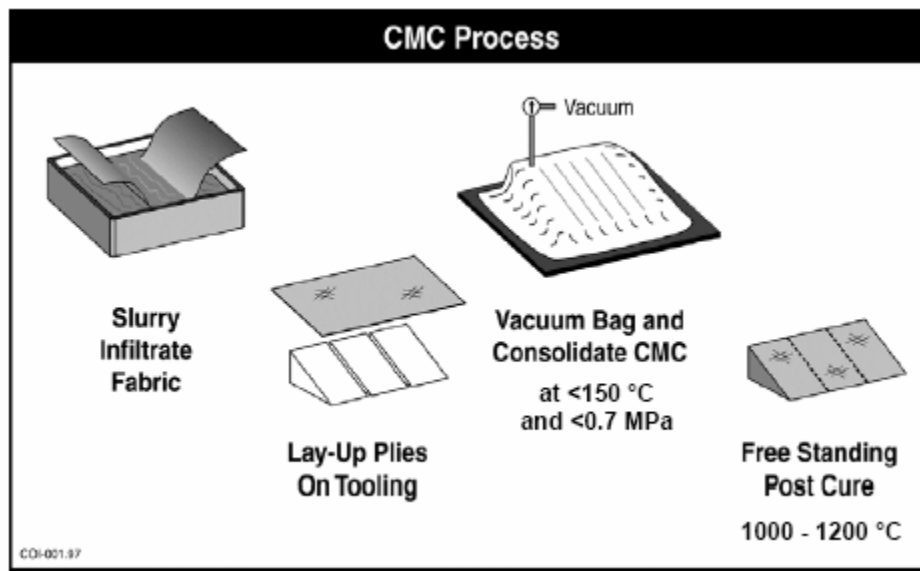 CMC Process
Vacuum
Slurry
Infiltrate
Fabric
Lay-Up Plies
On Tooling
Vacuum Bag and
Consolidate CMC
at <150 °C
and <0.7 MPa
Free Standing
Post Cure
1000 - 1200 °C
COI-001.97